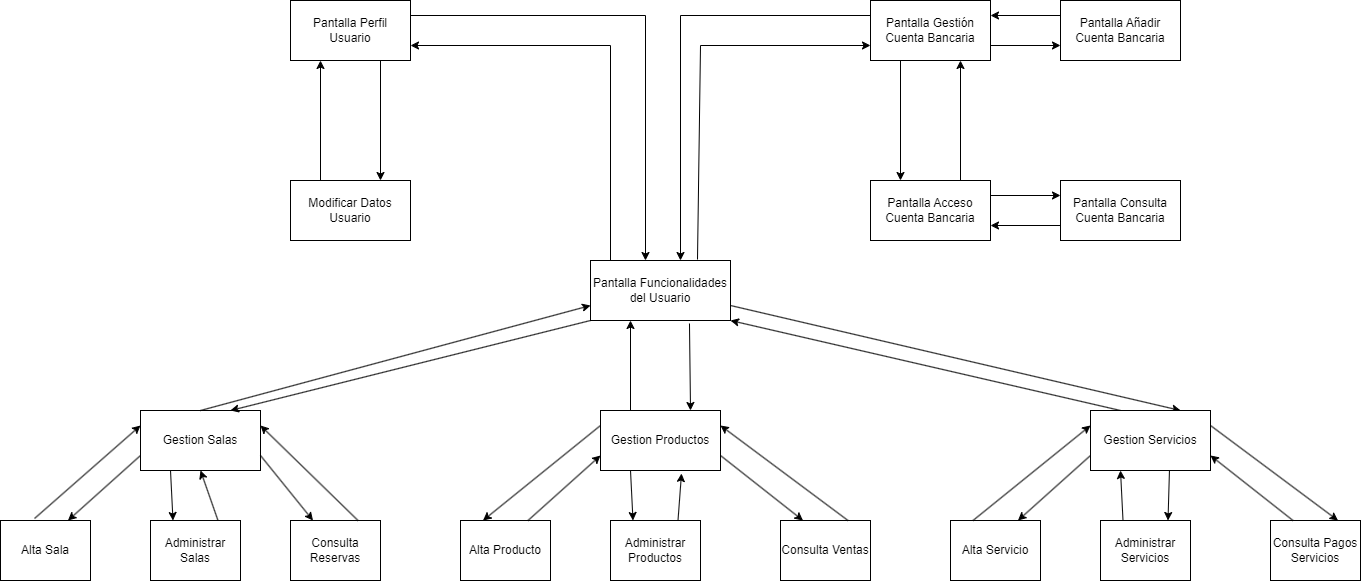 Pantalla Perfil
Usuario
Pantalla Gestión
Cuenta Bancaria
Pantalla Añadir
Cuenta Bancaria
Modificar Datos
Usuario
Pantalla Acceso
Cuenta Bancaria
Pantalla Consulta
Cuenta Bancaria
Pantalla Funcionalidades
del Usuario
Gestion Salas
Gestion Productos
Gestion Servicios
Alta Sala
Administrar
Salas
Consulta
Reservas
Alta Producto
Administrar
Productos
Consulta Ventas
Alta Servicio
Administrar
Servicios
Consulta Pagos
Servicios